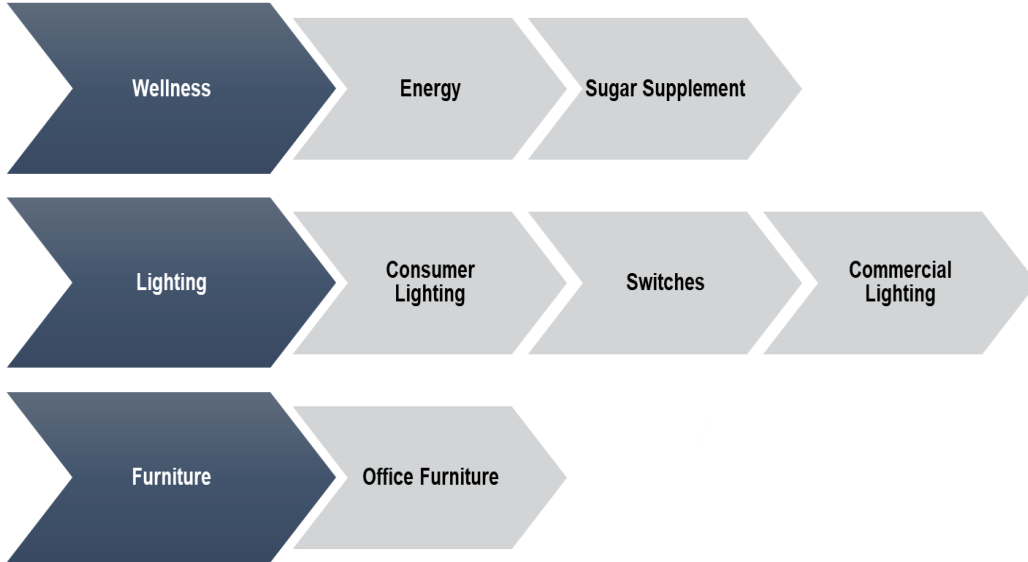 Wellness
Energy
Sugar Supplement
Lighting
Consumer
Lighting
Switches
Commercial
Lighting
Furniture
Office Furniture